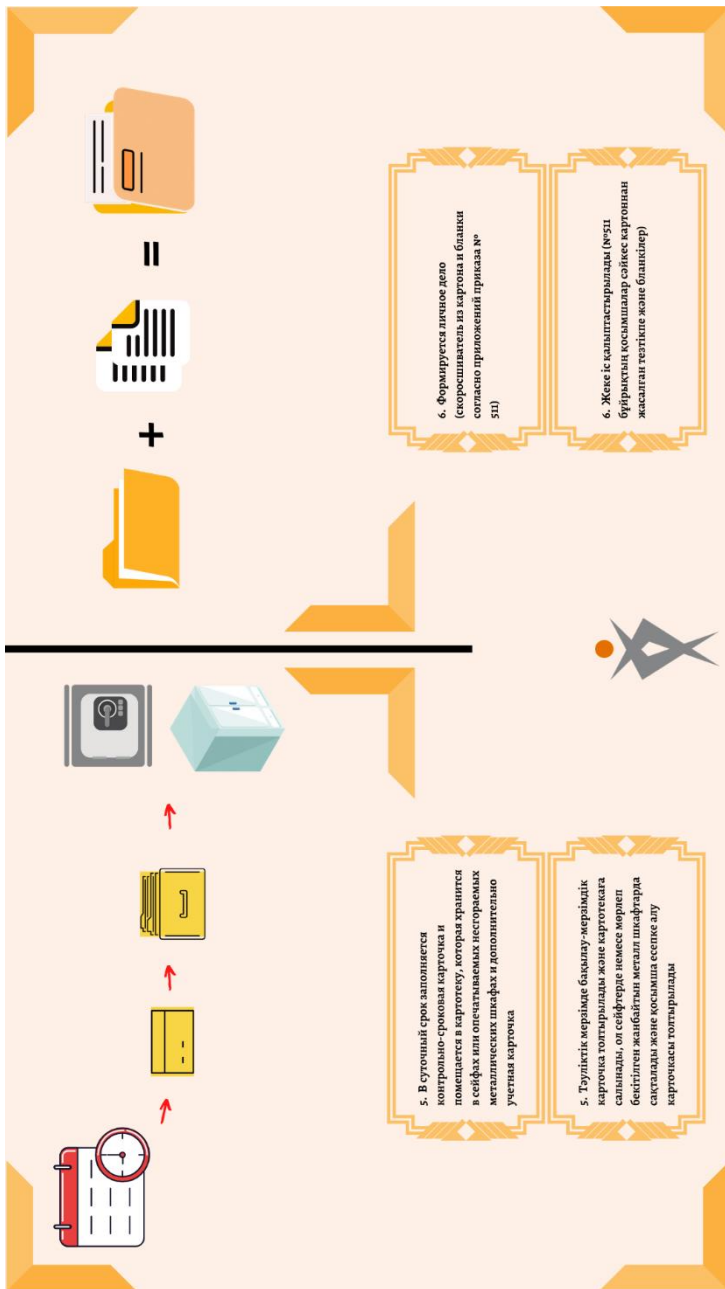 5. В суточный срок заполняется
контрольно-сроковая карточка и
помещается в картотеку, которая хранится
в сейфах или опечатываемых несгораемых
металлических шкафах и дополнительно
учетная карточка
5. Тәуліктік мерзімде бақылау-мерзімдік
карточка толтырылады және картотекаға
салынады, ол сейфтерде немесе мөрлеп
бекітілген жанбайтын металл шкафтарда
сақталады және қосымша есепке алу
карточкасы толтырылады
+
=
6. Формируется личное дело
(скоросшиватель из картона и бланки
согласно приложений приказа №
511)
6. Жеке іс қалыптастырылады (№511
бұйрықтың қосымшалар сәйкес картоннан
жасалған тезтікпе және бланкілер)